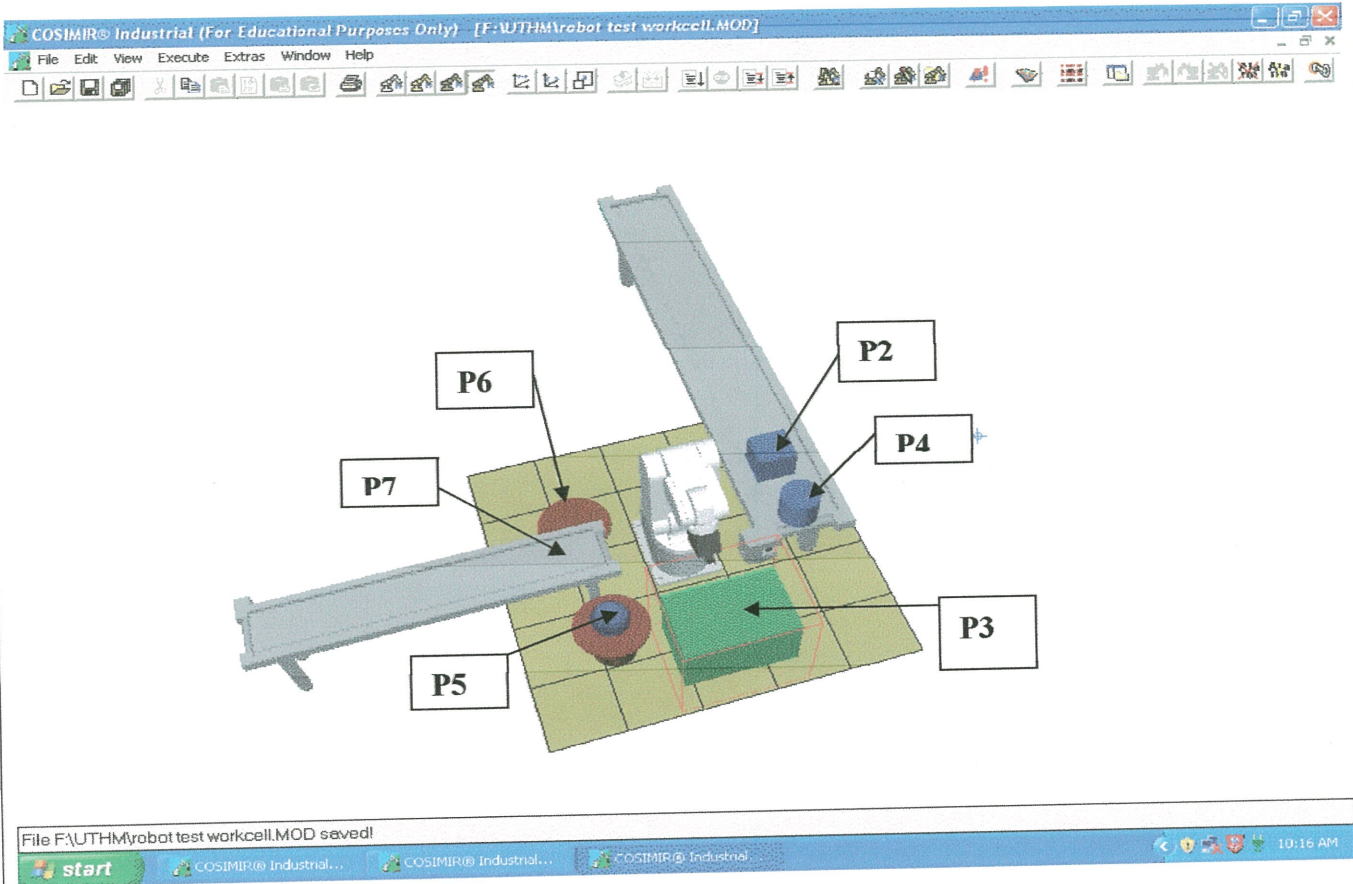 COSIMIR® Industrial (For Educational Purposes Only) - [F:\UTHM\robot test workcell.MOD]
File Edit View Execute Extras Window Help
P2
P6
P4
P7
P3
P5
File F:\UTHM\robot test workcell.MOD saved!
start COSIMIR® Industrial... COSIMIR® Industrial... COSIMIR® Industrial... 10:16 AM